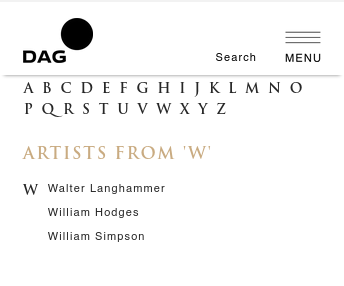 DAG
Search MENU
A B C D E F G H I J K L M N O
P Q R S T U V W X Y Z
ARTISTS FROM 'W'
W Walter Langhammer
William Hodges
William Simpson